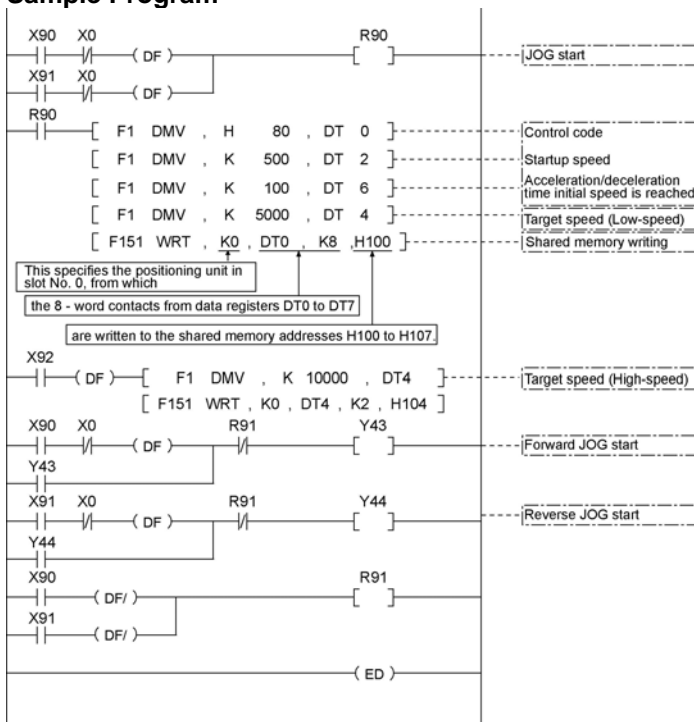 Sample Program
X90 X0 R90
( DF ) [ ] JOG start
X91 X0
( DF )
R90
[ F1 DMV , H 80 , DT 0 ] Control code
[ F1 DMV , K 500 , DT 2 ] Startup speed
[ F1 DMV , K 100 , DT 6 ] Acceleration/deceleration
time initial speed is reached
[ F1 DMV , K 5000 , DT 4 ] Target speed (Low-speed)
[ F151 WRT , K0 , DT0 , K8 ,H100 ] Shared memory writing
This specifies the positioning unit in
slot No. 0, from which
the 8 - word contacts from data registers DT0 to DT7
are written to the shared memory addresses H100 to H107.
X92
( DF ) [ F1 DMV , K 10000 , DT4 ] Target speed (High-speed)
[ F151 WRT , K0 , DT4 , K2 , H104 ]
X90 X0 R91 Y43
( DF ) [ ] Forward JOG start
Y43
X91 X0 R91 Y44
( DF ) [ ] Reverse JOG start
Y44
X90 R91
( DF/ ) [ ]
X91
( DF/ )
( ED )